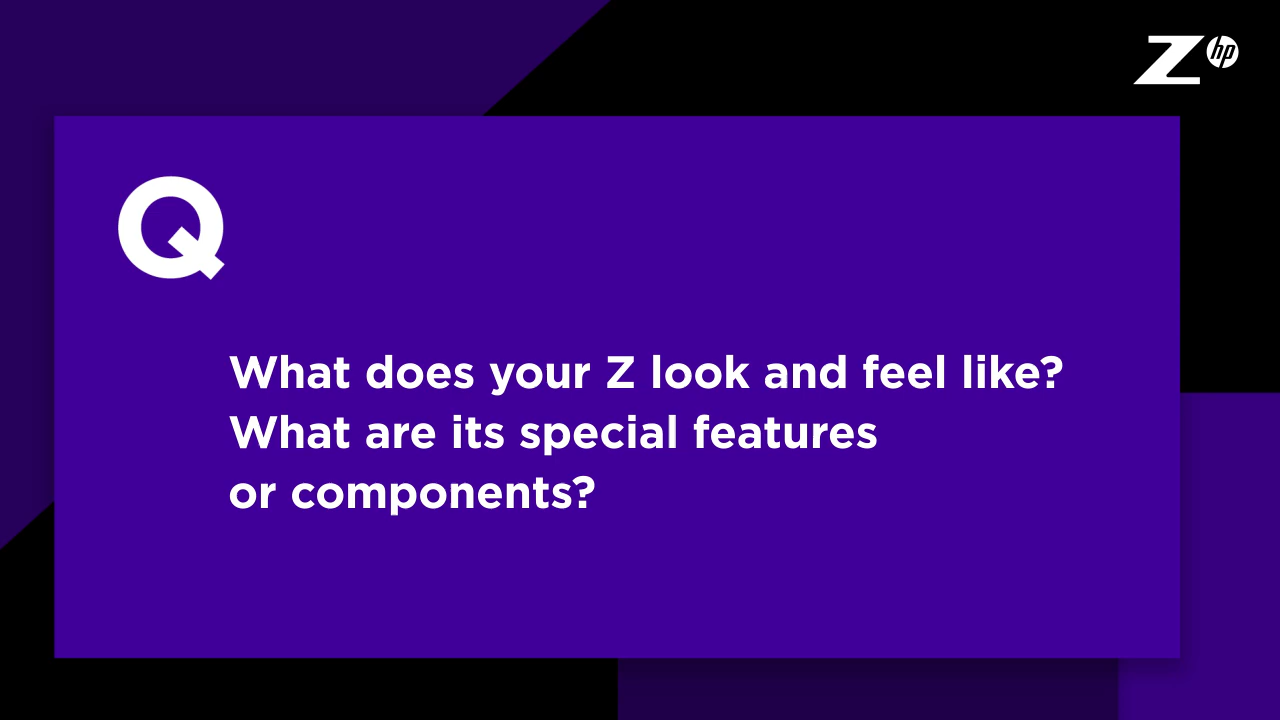 Z hp
Q
What does your Z look and feel like?
What are its special features
or components?